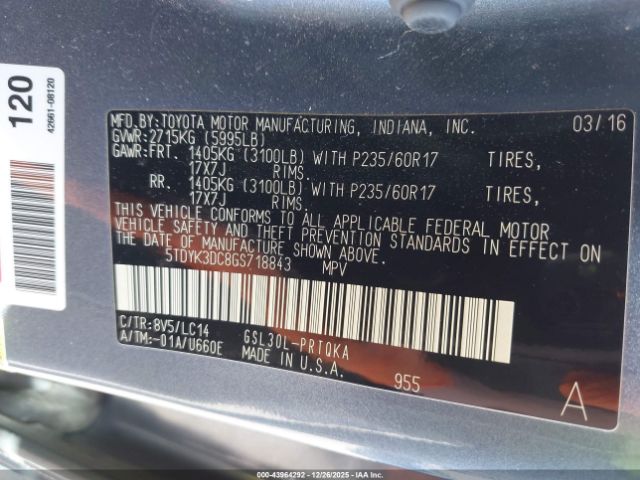 120
42661-08120
MFD.BY:TOYOTA MOTOR MANUFACTURING, INDIANA, INC. 03/16
GVWR:2715KG (5995LB)
GAWR:FRT. 1405KG (3100LB) WITH P235/60R17 TIRES,
17X7J RIMS.
RR. 1405KG (3100LB) WITH P235/60R17 TIRES,
17X7J RIMS.
THIS VEHICLE CONFORMS TO ALL APPLICABLE FEDERAL MOTOR
VEHICLE SAFETY AND THEFT PREVENTION STANDARDS IN EFFECT ON
THE DATE OF MANUFACTURE SHOWN ABOVE.
5TDYK3DC8GS718843 MPV
C/TR:8V5/LC14 GSL30L-PRTQKA
A/TM:-01A/U660E MADE IN U.S.A.
955
A
000-43964292 - 12/26/2025 - IAA